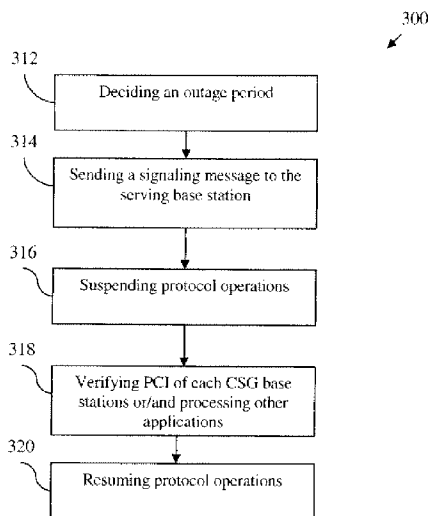 300
312
Deciding an outage period
314
Sending a signaling message to the
serving base station
316
Suspending protocol operations
318
Verifying PCI of each CSG base
stations or/and processing other
applications
320
Resuming protocol operations